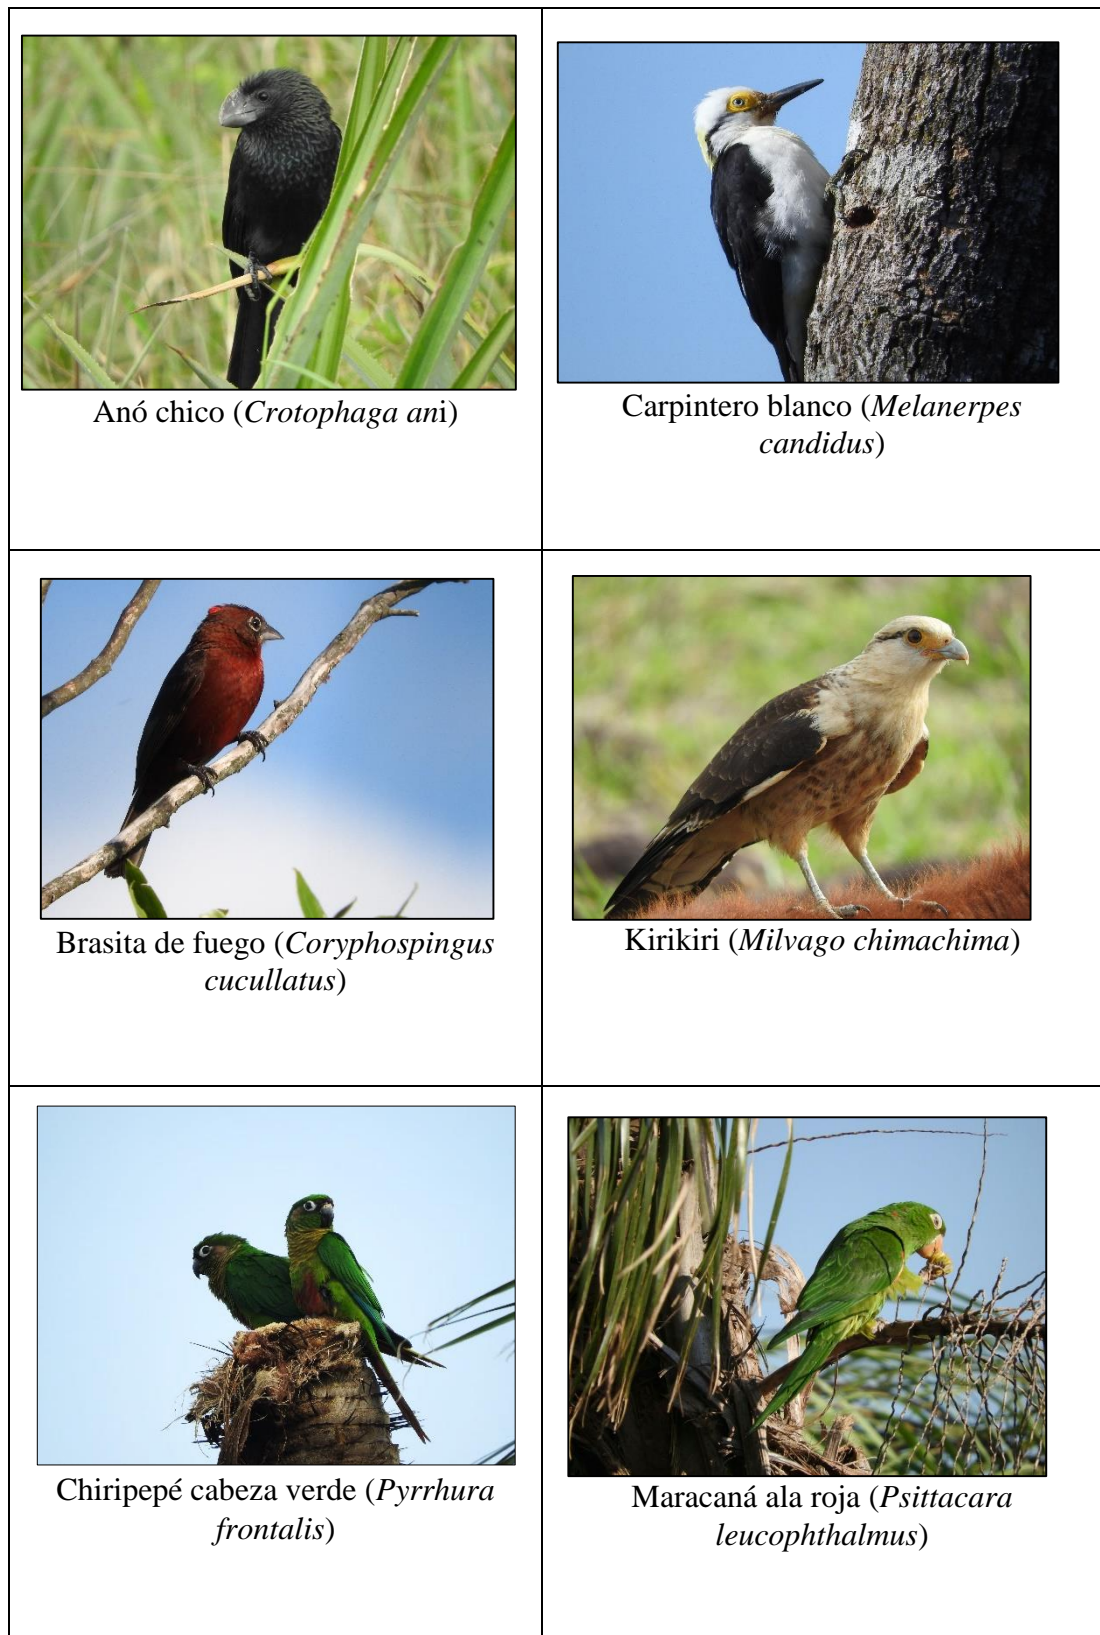 Anó chico (Crotophaga ani)
Carpintero blanco (Melanerpes
candidus)
Brasita de fuego (Coryphospingus
cucullatus)
Kirikiri (Milvago chimachima)
Chiripepé cabeza verde (Pyrrhura
frontalis)
Maracaná ala roja (Psittacara
leucophthalmus)